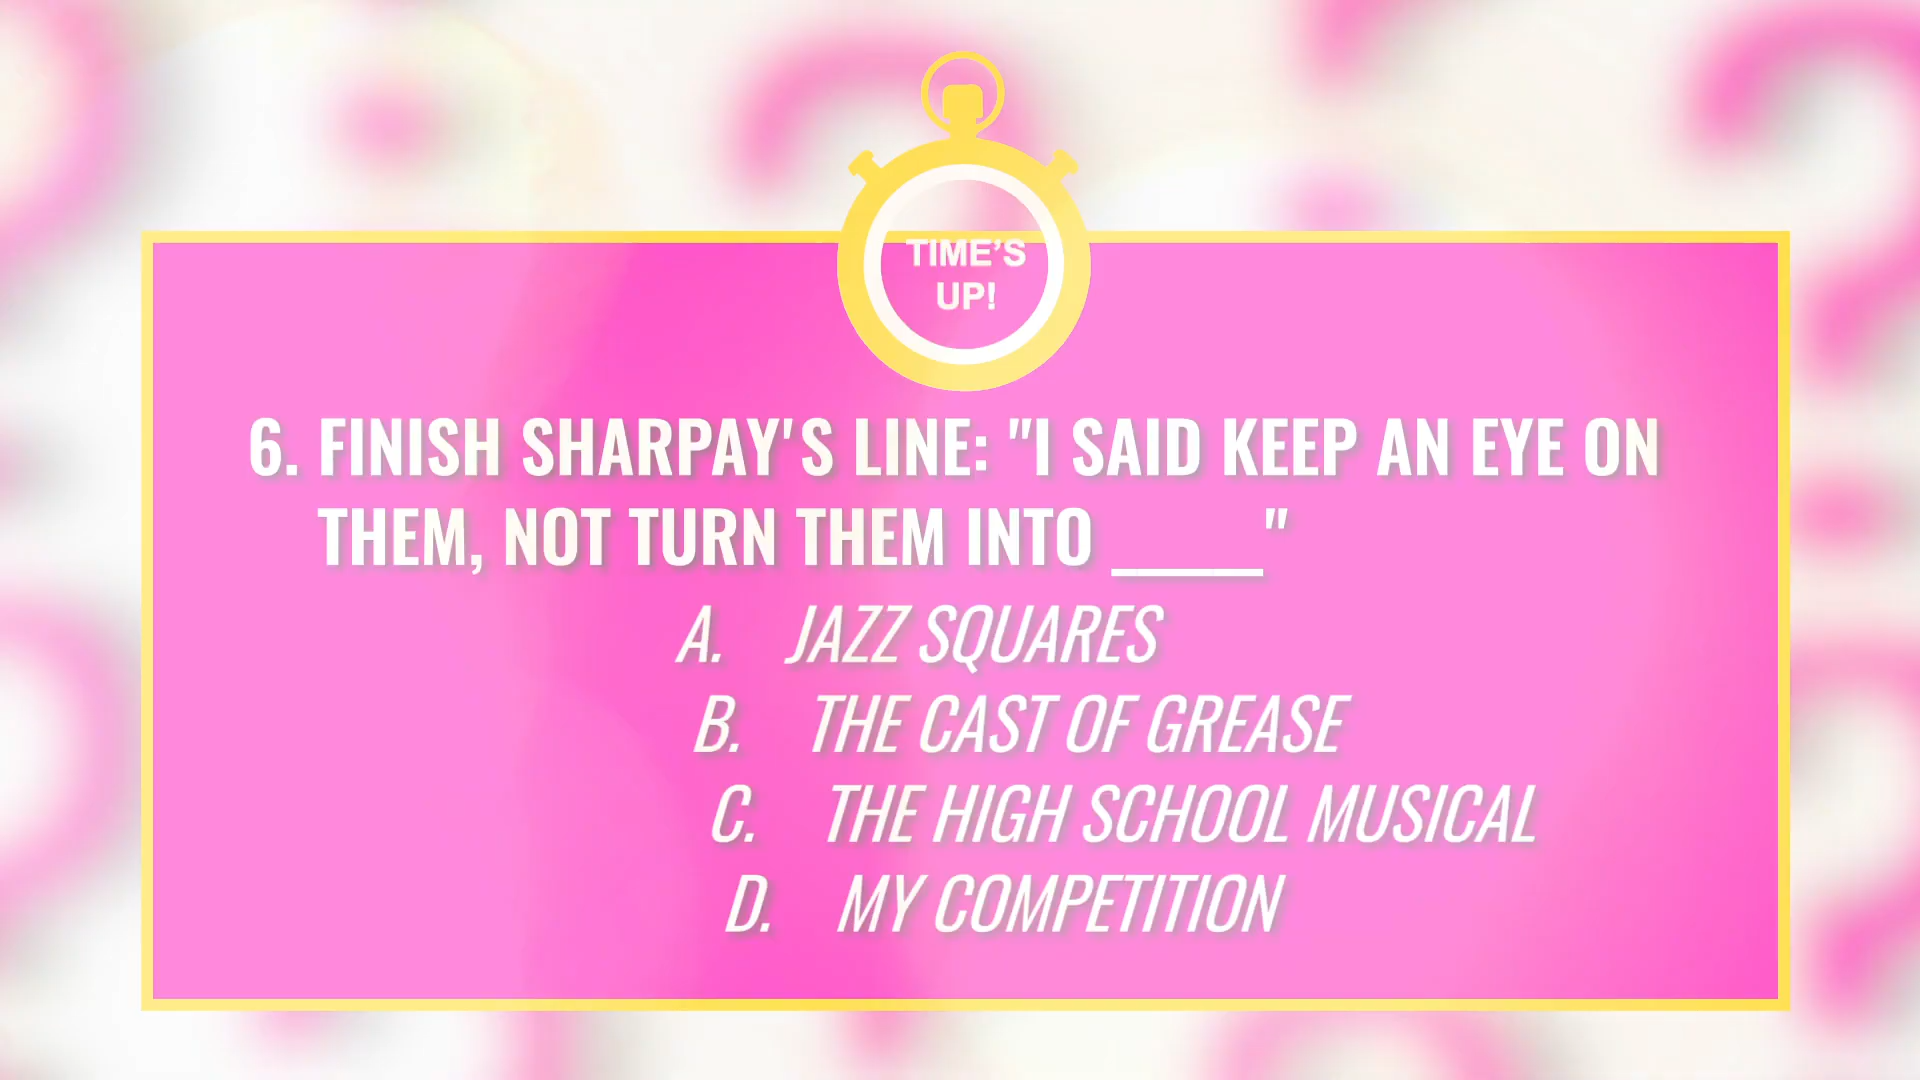 TIME’S
UP!
6. FINISH SHARPAY'S LINE: "I SAID KEEP AN EYE ON
THEM, NOT TURN THEM INTO _____"
A. JAZZ SQUARES
B. THE CAST OF GREASE
C. THE HIGH SCHOOL MUSICAL
D. MY COMPETITION